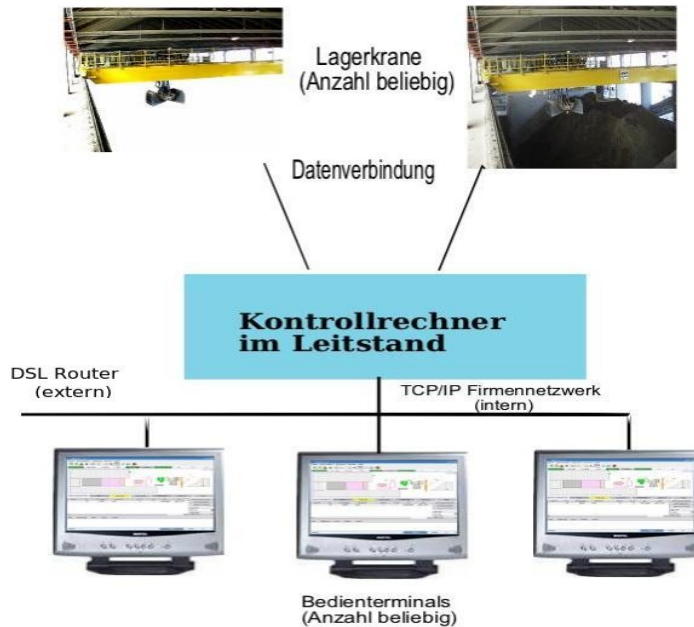 Lagerkrane
(Anzahl beliebig)
Datenverbindung
Kontrollrechner
im Leitstand
DSL Router
(extern)
TCP/IP Firmennetzwerk
(intern)
Bedienterminals
(Anzahl beliebig)